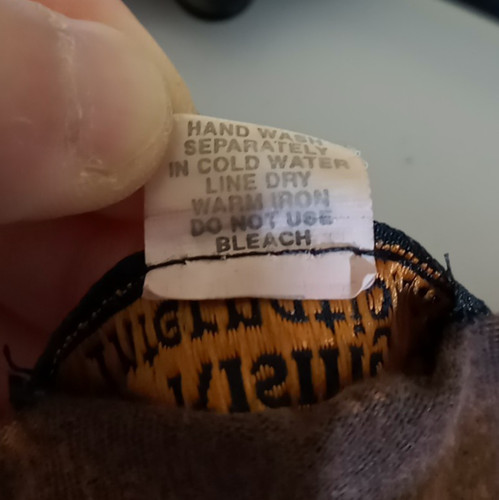 HAND WASH
SEPARATELY
IN COLD WATER
LINE DRY
WARM IRON
DO NOT USE
BLEACH